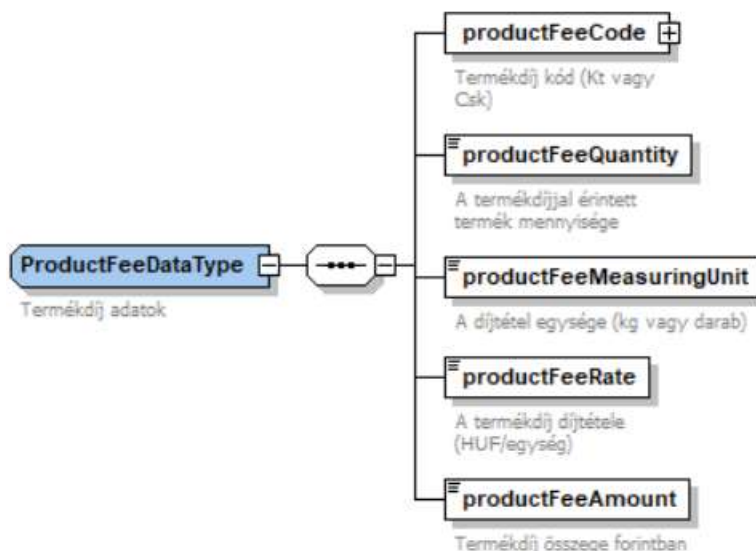 productFeeCode
Termékdíj kód (Kt vagy
Csk)
productFeeQuantity
A termékdíjjal érintett
termék mennyisége
ProductFeeDataType
Termékdíj adatok
productFeeMeasuringUnit
A díjtétel egysége (kg vagy darab)
productFeeRate
A termékdíj díjtétele
(HUF/egység)
productFeeAmount
Termékdíj összege forintban